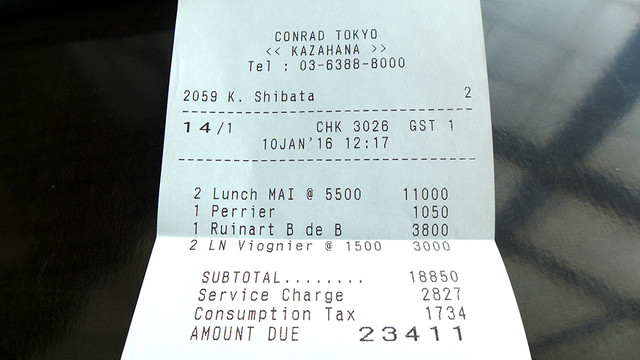 CONRAD TOKYO
<< KAZAHANA >>
Tel : 03-6388-8000
2059 K. Shibata 2
14/1 CHK 3026 GST 1
10JAN'16 12:17
2 Lunch MAI @ 5500 11000
1 Perrier 1050
1 Ruinart B de B 3800
2 LN Viognier @ 1500 3000
SUBTOTAL........ 18850
Service Charge 2827
Consumption Tax 1734
AMOUNT DUE 23411